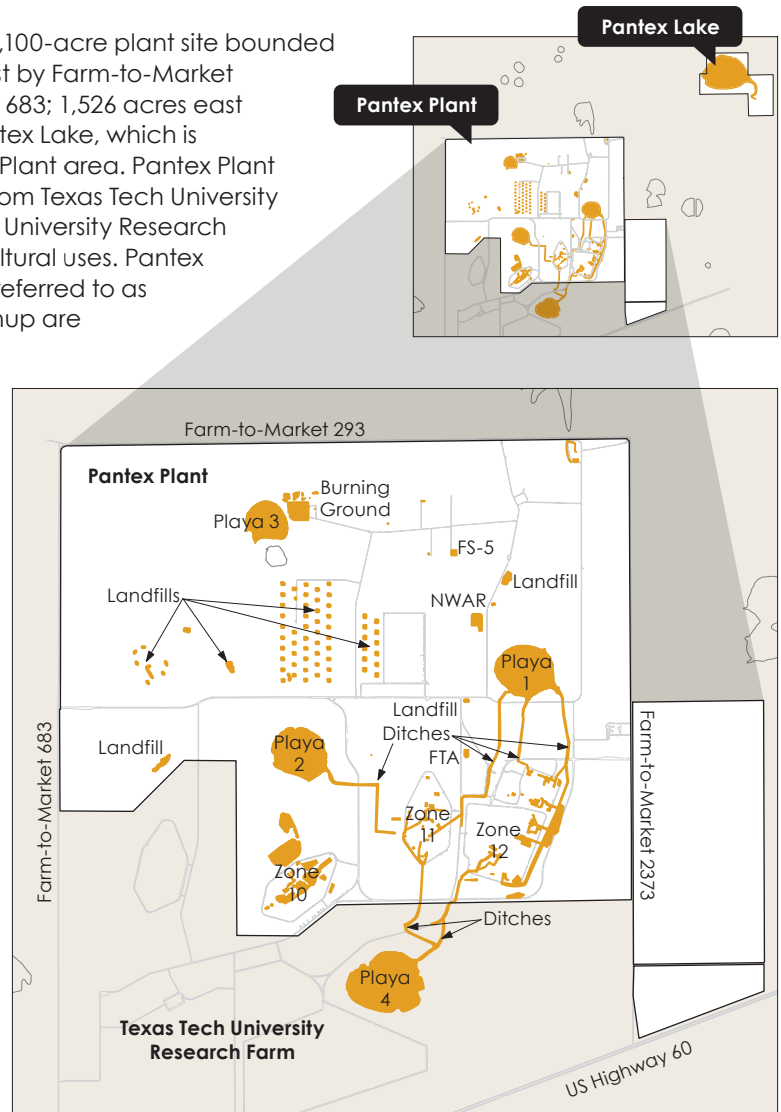 ,100-acre plant site bounded
st by Farm-to-Market
683; 1,526 acres east
tex Lake, which is
Plant area. Pantex Plant
om Texas Tech University
University Research
ltural uses. Pantex
referred to as
nup are
Pantex Lake
Pantex Plant
Farm-to-Market 293
Pantex Plant
Burning
Ground
Playa 3
FS-5
Landfills
Landfill
NWAR
Playa
1
Landfill
Ditches
FTA
Landfill
Playa
2
Farm-to-Market 683
Farm-to-Market 2373
Zone
11
Zone
12
Zone
10
Ditches
Playa
4
Texas Tech University
Research Farm
US Highway 60